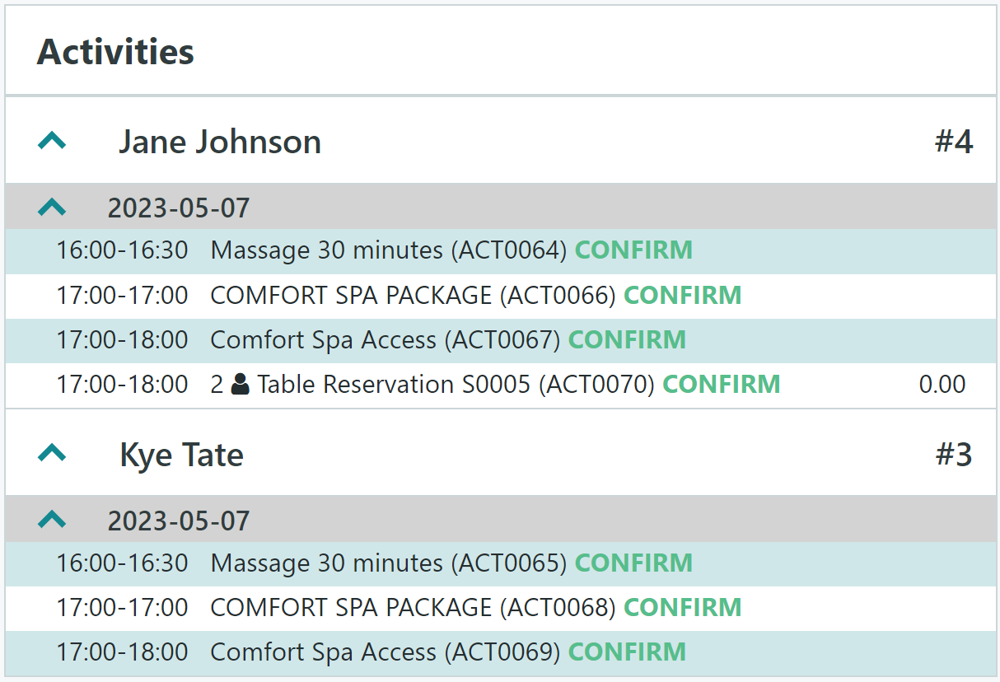 Activities
Jane Johnson #4
2023-05-07
16:00-16:30 Massage 30 minutes (ACT0064) CONFIRM
17:00-17:00 COMFORT SPA PACKAGE (ACT0066) CONFIRM
17:00-18:00 Comfort Spa Access (ACT0067) CONFIRM
17:00-18:00 2 Table Reservation S0005 (ACT0070) CONFIRM 0.00
Kye Tate #3
2023-05-07
16:00-16:30 Massage 30 minutes (ACT0065) CONFIRM
17:00-17:00 COMFORT SPA PACKAGE (ACT0068) CONFIRM
17:00-18:00 Comfort Spa Access (ACT0069) CONFIRM